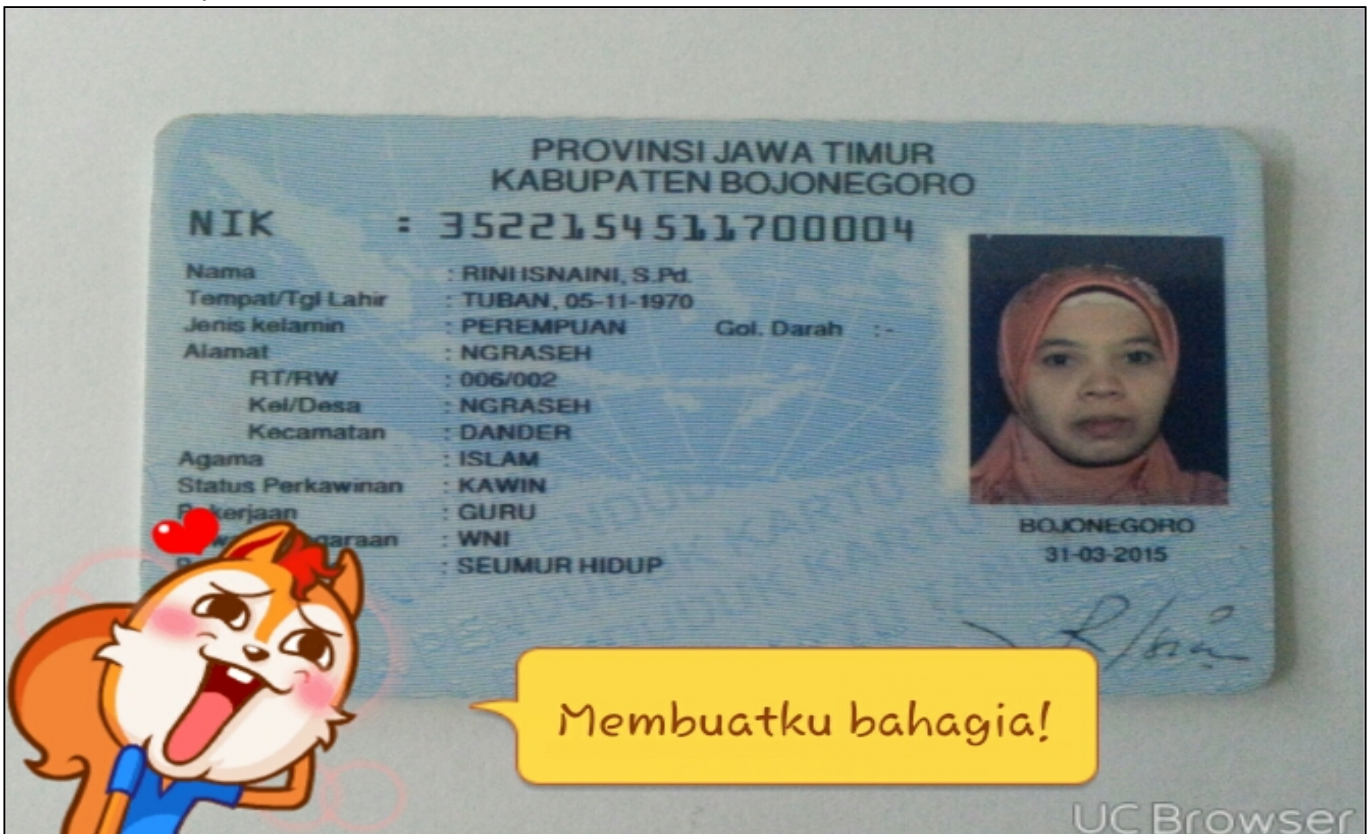 PROVINSI JAWA TIMUR
KABUPATEN BOJONEGORO
NIK : 3522154511700004
Nama : RINI ISNAINI, S.Pd.
Tempat/Tgl Lahir : TUBAN, 05-11-1970
Jenis kelamin : PEREMPUAN Gol. Darah : -
Alamat : NGRASEH
RT/RW : 006/002
Kel/Desa : NGRASEH
Kecamatan : DANDER
Agama : ISLAM
Status Perkawinan : KAWIN
: GURU
: WNI
: SEUMUR HIDUP
BOJONEGORO
31-03-2015
Membuatku bahagia!
UC Browser